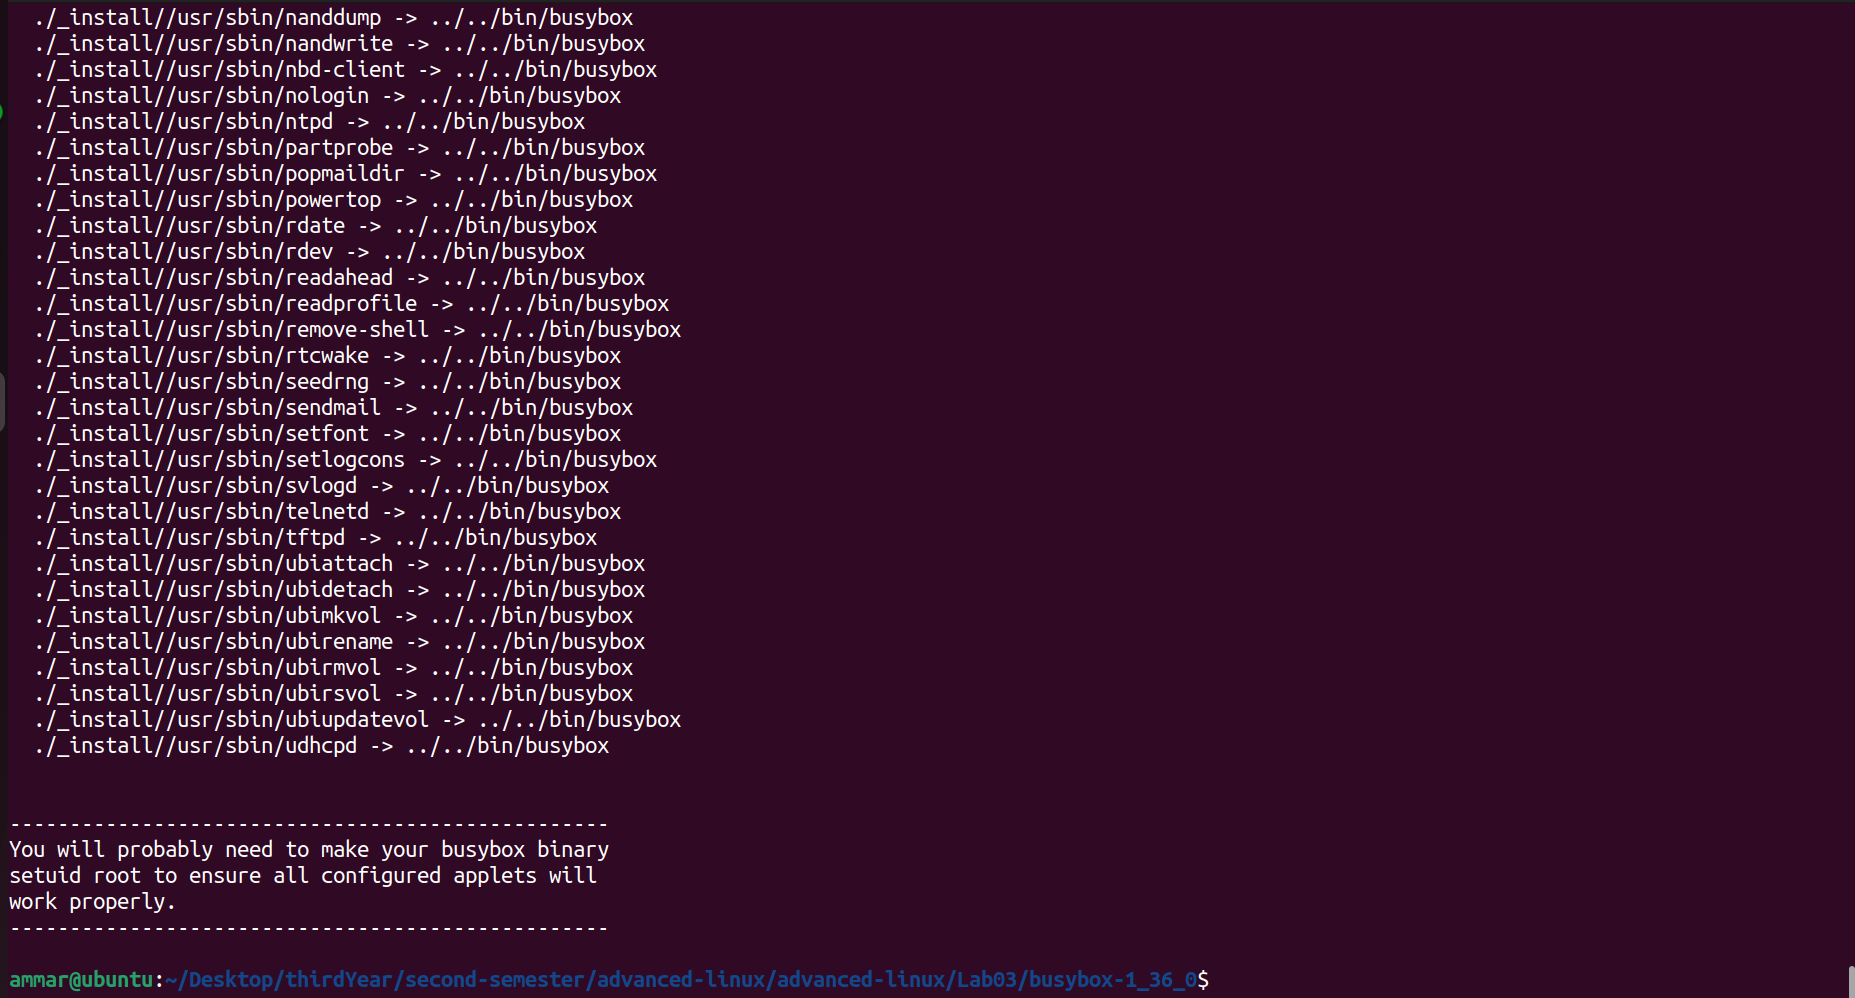 ./_install//usr/sbin/nanddump -> ../../bin/busybox
./_install//usr/sbin/nandwrite -> ../../bin/busybox
./_install//usr/sbin/nbd-client -> ../../bin/busybox
./_install//usr/sbin/nologin -> ../../bin/busybox
./_install//usr/sbin/ntpd -> ../../bin/busybox
./_install//usr/sbin/partprobe -> ../../bin/busybox
./_install//usr/sbin/popmaildir -> ../../bin/busybox
./_install//usr/sbin/powertop -> ../../bin/busybox
./_install//usr/sbin/rdate -> ../../bin/busybox
./_install//usr/sbin/rdev -> ../../bin/busybox
./_install//usr/sbin/readahead -> ../../bin/busybox
./_install//usr/sbin/readprofile -> ../../bin/busybox
./_install//usr/sbin/remove-shell -> ../../bin/busybox
./_install//usr/sbin/rtcwake -> ../../bin/busybox
./_install//usr/sbin/seedrng -> ../../bin/busybox
./_install//usr/sbin/sendmail -> ../../bin/busybox
./_install//usr/sbin/setfont -> ../../bin/busybox
./_install//usr/sbin/setlogcons -> ../../bin/busybox
./_install//usr/sbin/svlogd -> ../../bin/busybox
./_install//usr/sbin/telnetd -> ../../bin/busybox
./_install//usr/sbin/tftpd -> ../../bin/busybox
./_install//usr/sbin/ubiattach -> ../../bin/busybox
./_install//usr/sbin/ubidetach -> ../../bin/busybox
./_install//usr/sbin/ubimkvol -> ../../bin/busybox
./_install//usr/sbin/ubirename -> ../../bin/busybox
./_install//usr/sbin/ubirmvol -> ../../bin/busybox
./_install//usr/sbin/ubirsvol -> ../../bin/busybox
./_install//usr/sbin/ubiupdatevol -> ../../bin/busybox
./_install//usr/sbin/udhcpd -> ../../bin/busybox
--------------------------------------------------
You will probably need to make your busybox binary
setuid root to ensure all configured applets will
work properly.
--------------------------------------------------
ammar@ubuntu:~/Desktop/thirdYear/second-semester/advanced-linux/advanced-linux/Lab03/busybox-1_36_0$